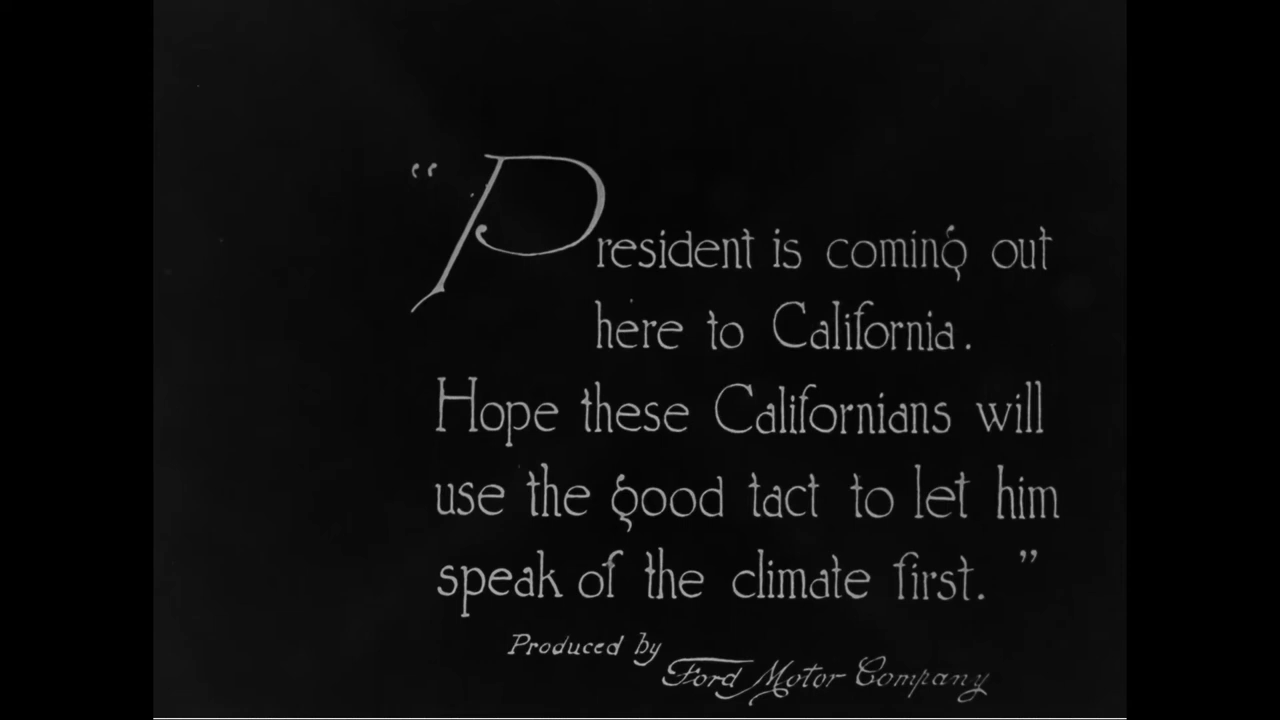 “President is coming out
here to California.
Hope these Californians will
use the good tact to let him
speak of the climate first.”
Produced by
Ford Motor Company